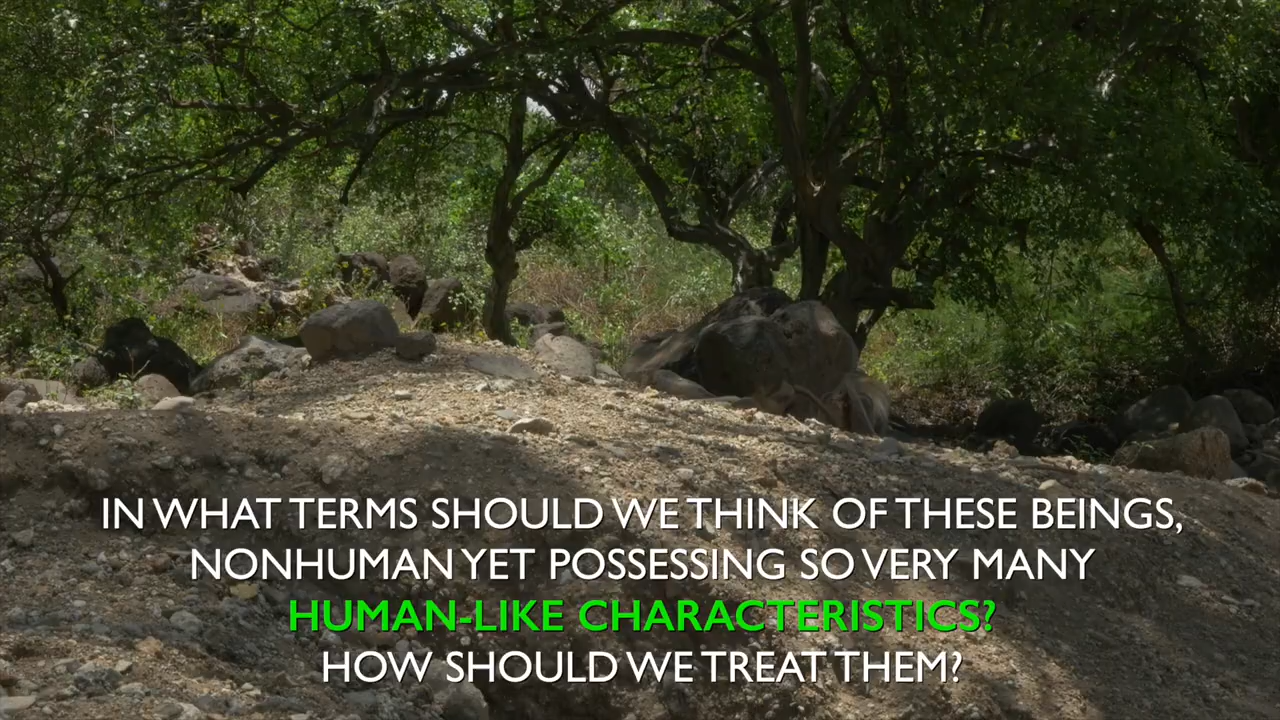 IN WHAT TERMS SHOULD WE THINK OF THESE BEINGS,
NONHUMAN YET POSSESSING SO VERY MANY
HUMAN-LIKE CHARACTERISTICS?
HOW SHOULD WE TREAT THEM?